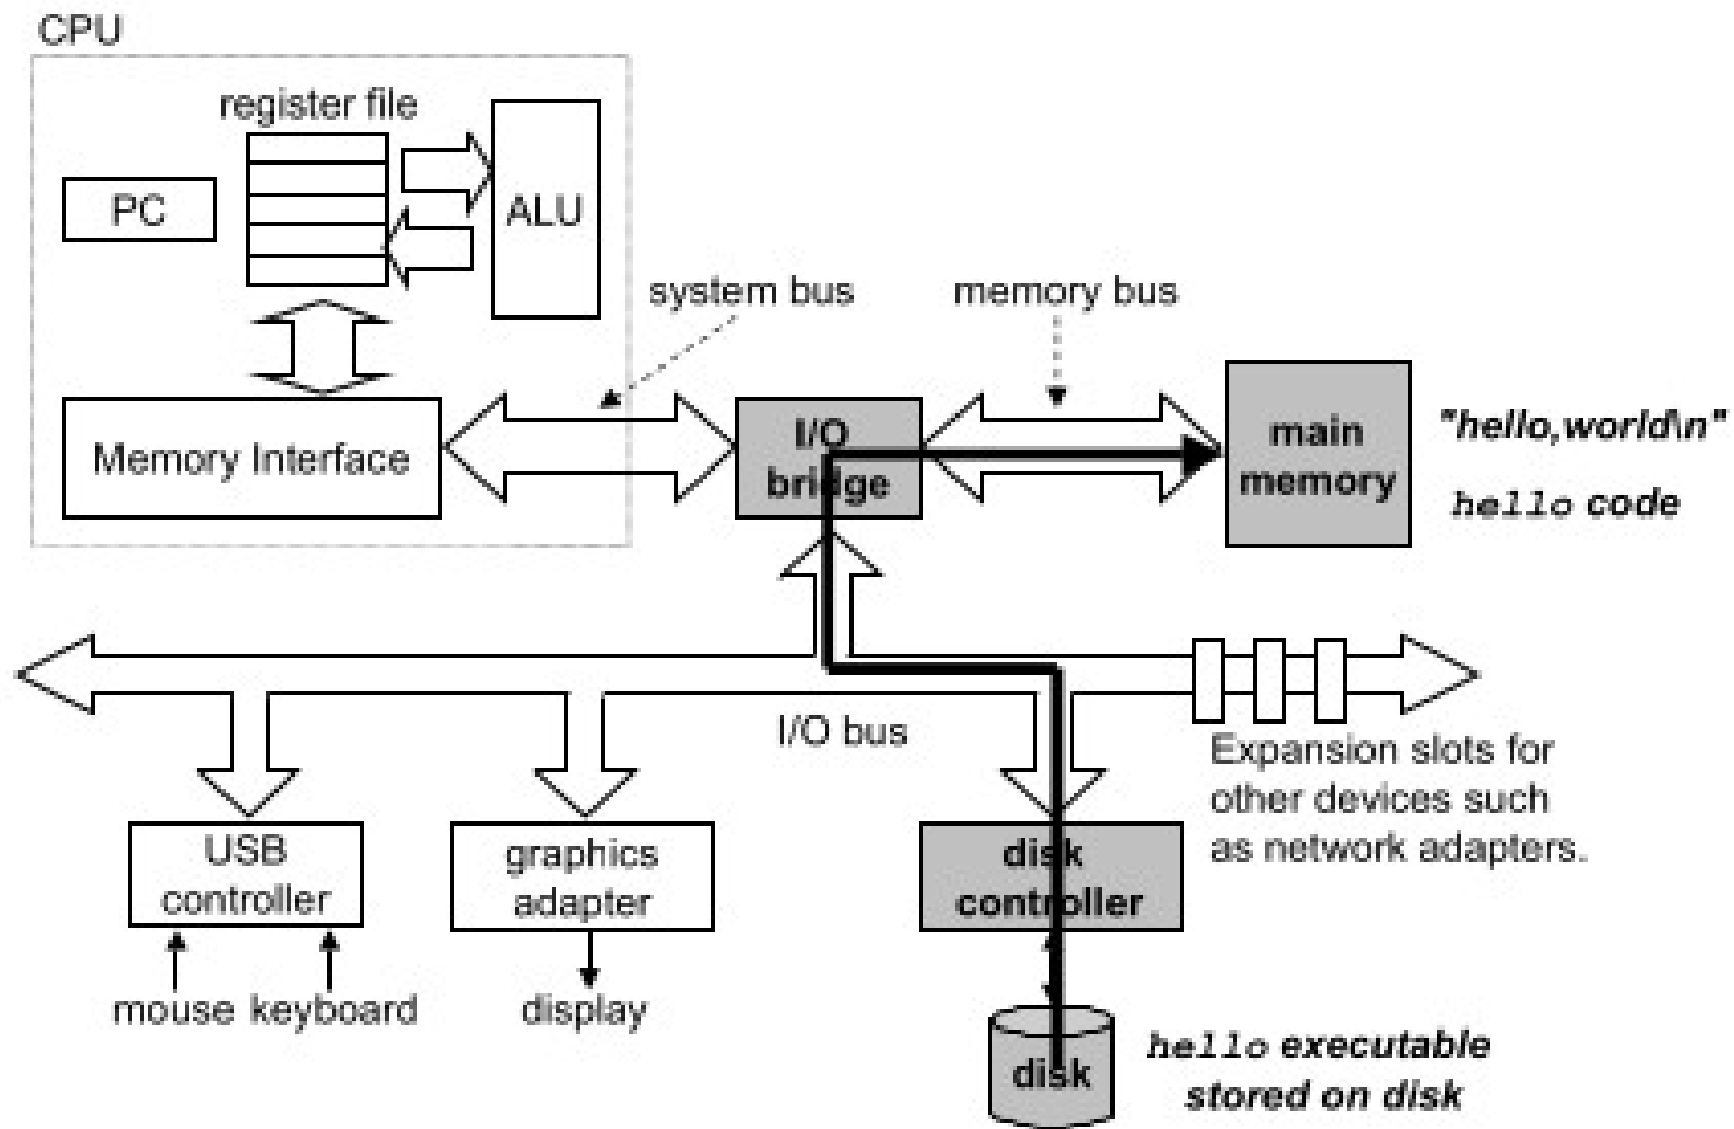 CPU
register file
PC
ALU
system bus
memory bus
Memory Interface
I/O
bridge
main
memory
"hello,world\n"
hello code
I/O bus
Expansion slots for
other devices such
as network adapters.
USB
controller
graphics
adapter
disk
controller
mouse keyboard
display
disk
hello executable
stored on disk